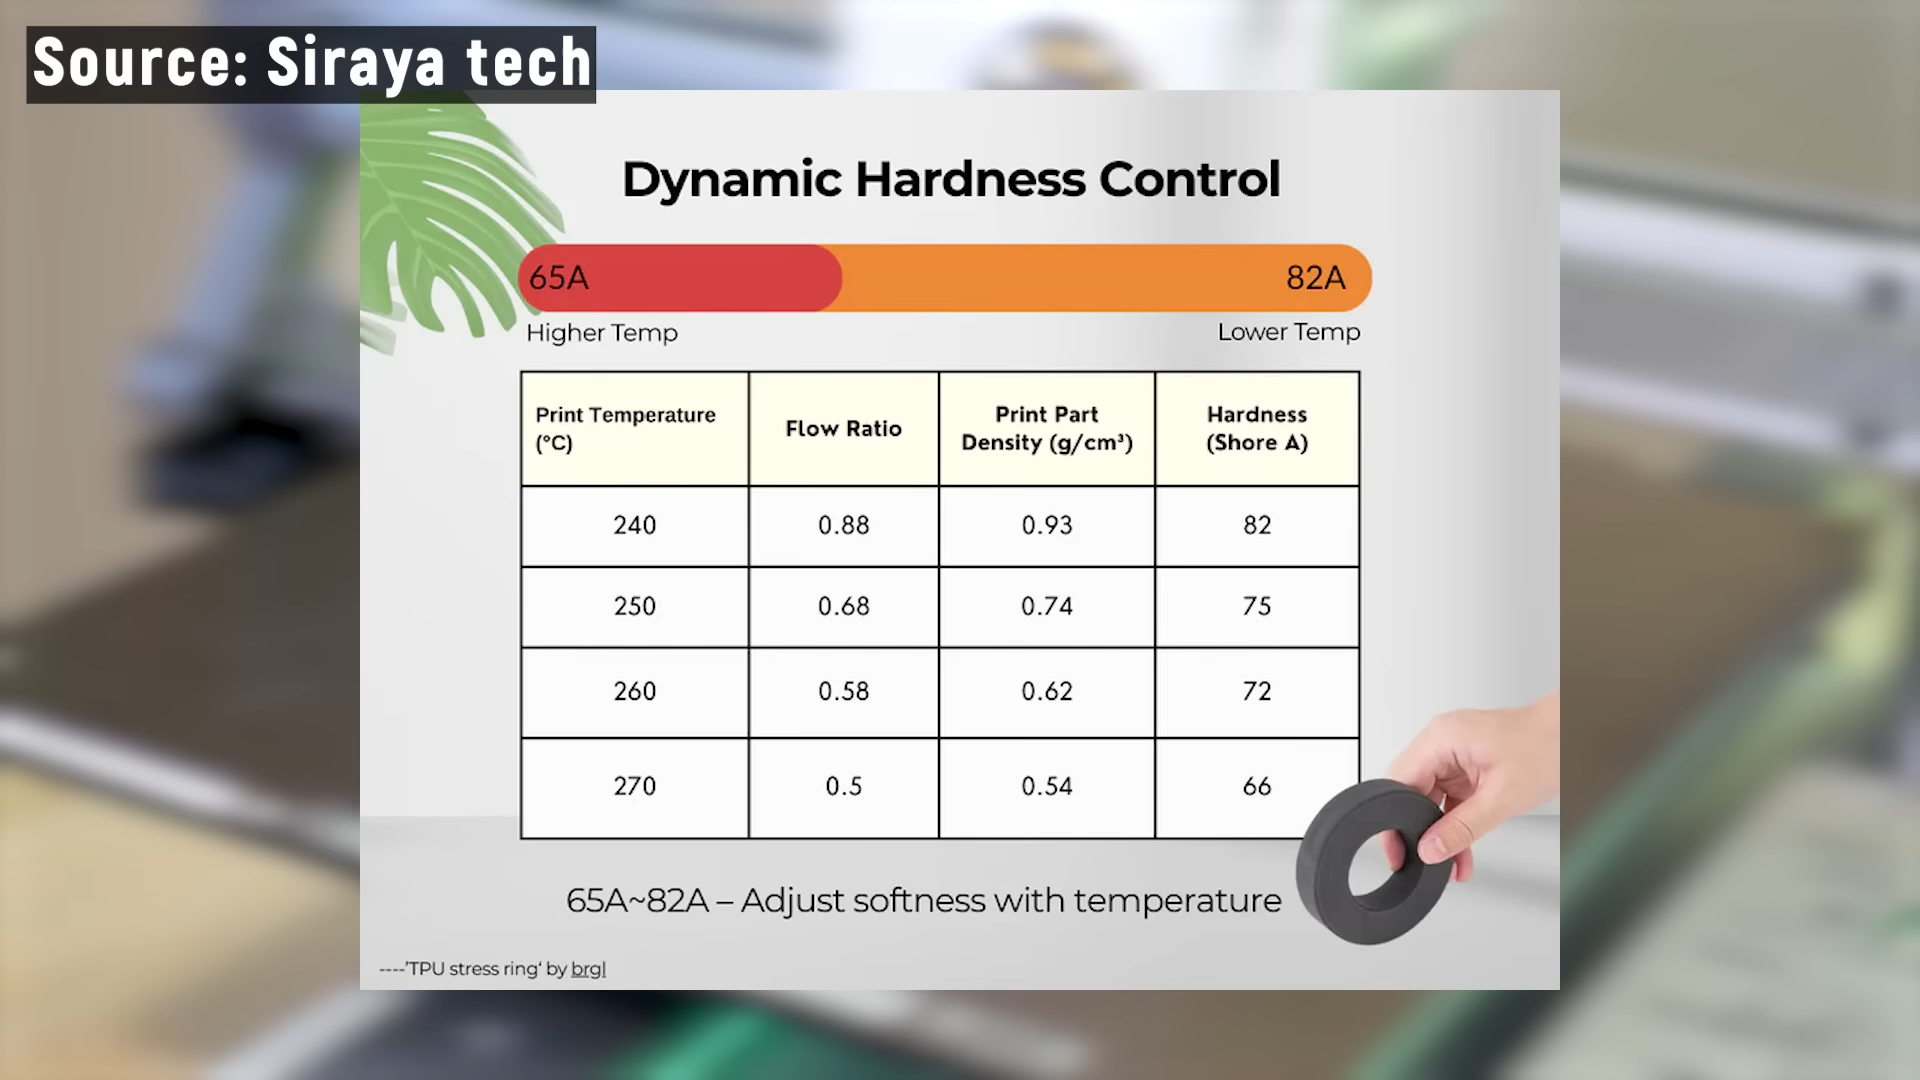 Source: Siraya tech
Dynamic Hardness Control
65A 82A
Higher Temp Lower Temp
Print Temperature (°C) Flow Ratio Print Part Density (g/cm³) Hardness (Shore A)
240 0.88 0.93 82
250 0.68 0.74 75
260 0.58 0.62 72
270 0.5 0.54 66
65A~82A – Adjust softness with temperature
----'TPU stress ring' by brgl